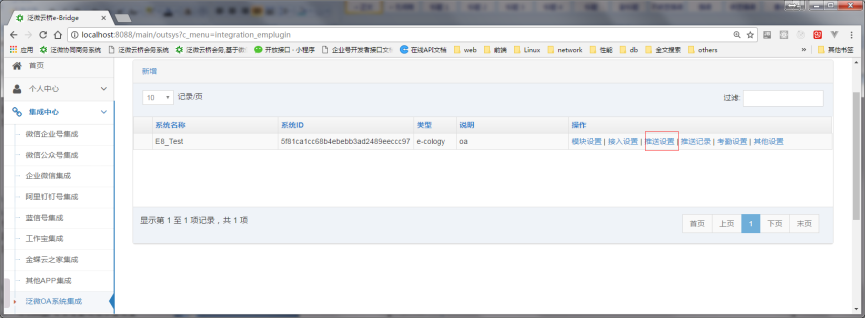 泛微云桥e-Bridge
localhost:8088/main/outsys?c_menu=integration_emplugin
应用 泛微协同商务系统 泛微云桥会务系统 泛微云桥会务,基于微 开放接口 - 小程序 企业号开发者接口文 在线API文档 web 前端 Linux network 性能 db 全文搜索 others » 其他书签
首页
个人中心
集成中心
微信企业号集成
微信公众号集成
企业微信集成
阿里钉钉号集成
蓝信号集成
工作宝集成
金蝶云之家集成
其他APP集成
泛微OA系统集成
新增
10 记录/页 过滤:
系统名称 系统ID 类型 说明 操作
E8_Test 5f81ca1cc68b4ebebb3ad2489eeccc97 e-cology oa 模块设置 | 接入设置 | 推送设置 | 推送记录 | 考勤设置 | 其他设置
显示第 1 至 1 项记录，共 1 项
首页 上页 1 下页 末页